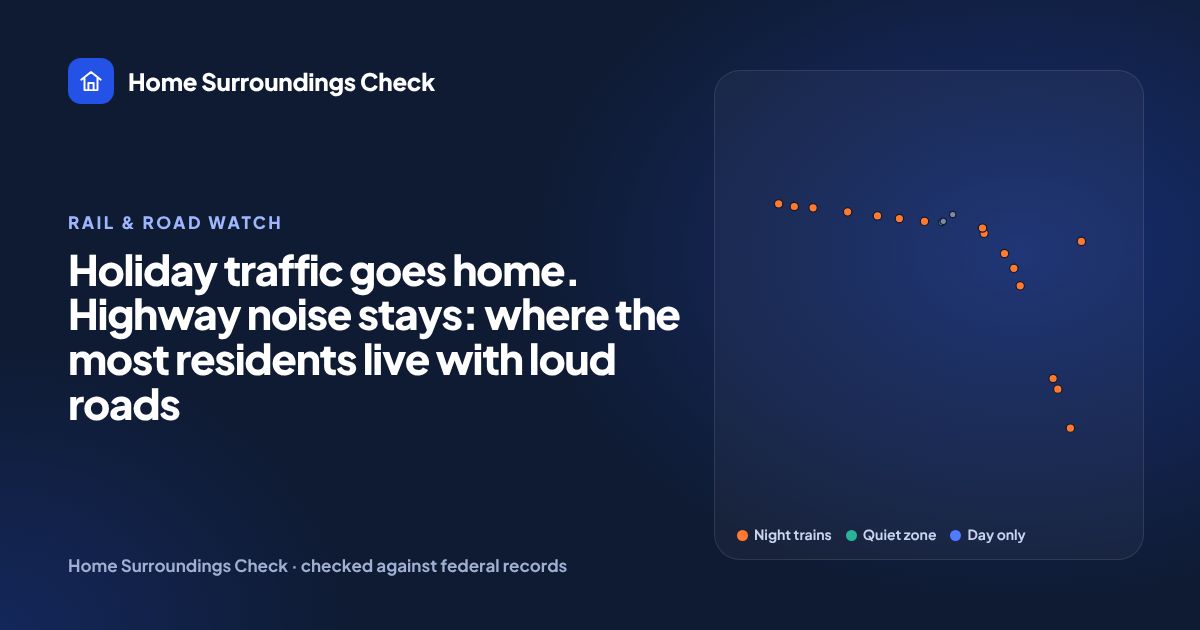 Home Surroundings Check
RAIL & ROAD WATCH
Holiday traffic goes home.
Highway noise stays: where the
most residents live with loud
roads
Night trains
Quiet zone
Day only
Home Surroundings Check · checked against federal records